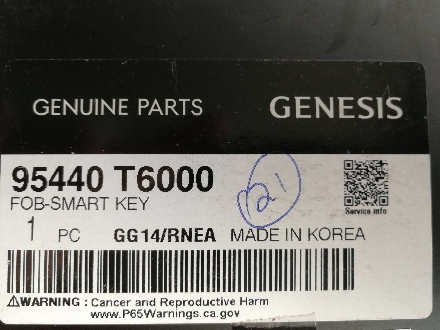 GENUINE PARTS GENESIS
95440 T6000
FOB-SMART KEY
21
Service info
1 PC GG14/RNEA MADE IN KOREA
⚠WARNING : Cancer and Reproductive Harm
www.P65Warnings.ca.gov